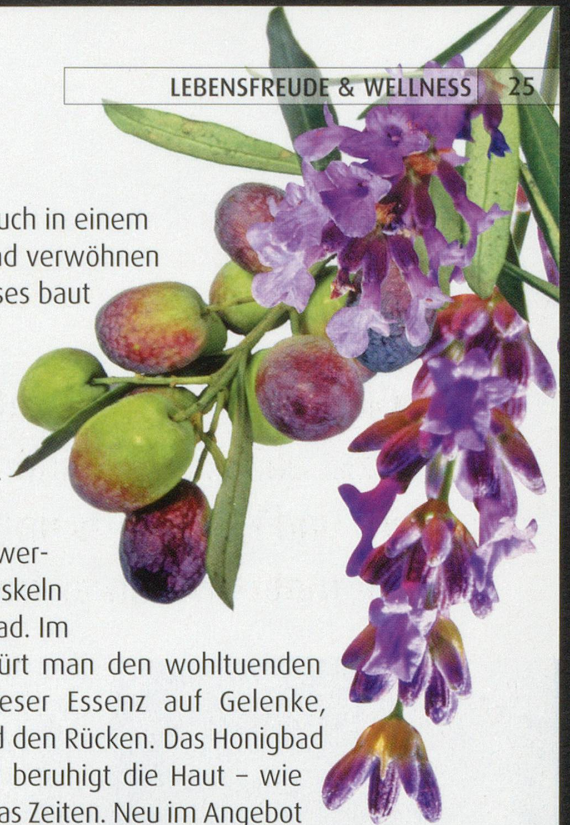 LEBENSFREUDE & WELLNESS 25
uch in einem
nd verwöhnen
ses baut
wer-
skeln
ad. Im
ürt man den wohltuenden
eser Essenz auf Gelenke,
d den Rücken. Das Honigbad
beruhigt die Haut – wie
as Zeiten. Neu im Angebot